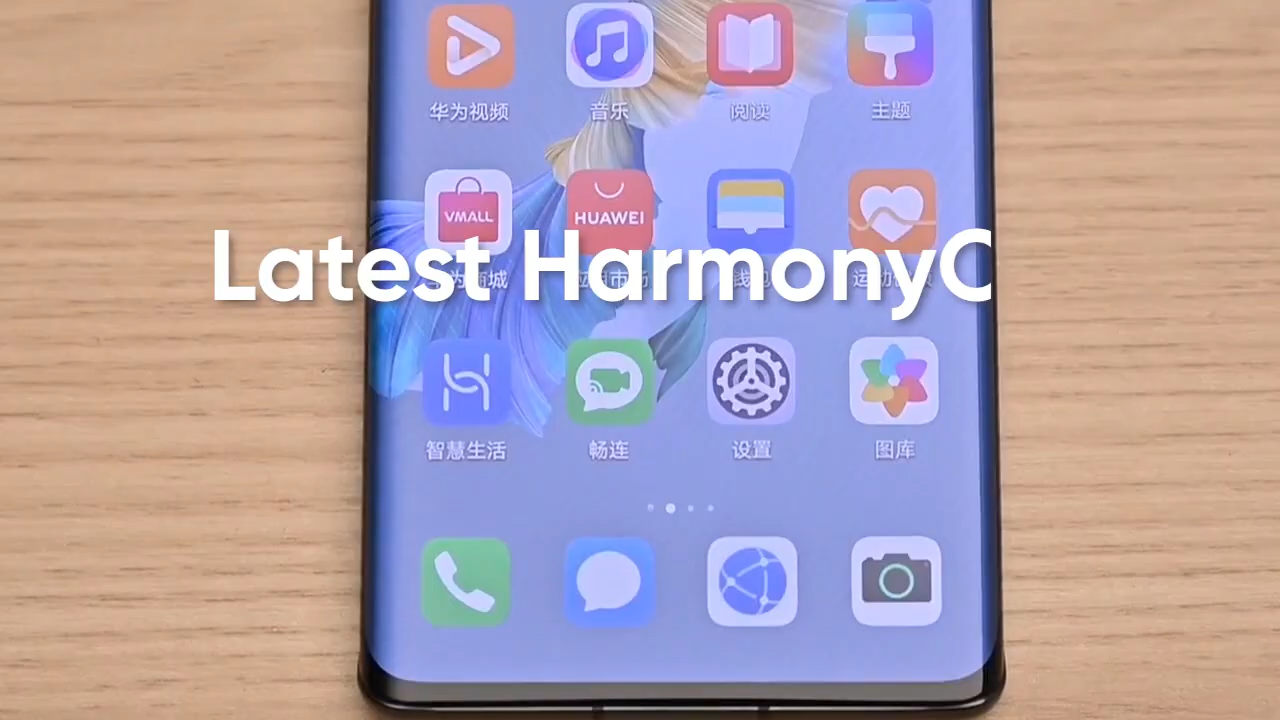 华为视频 音乐 阅读 主题
VMALL HUAWEI
Latest HarmonyC
智慧生活 畅连 设置 图库